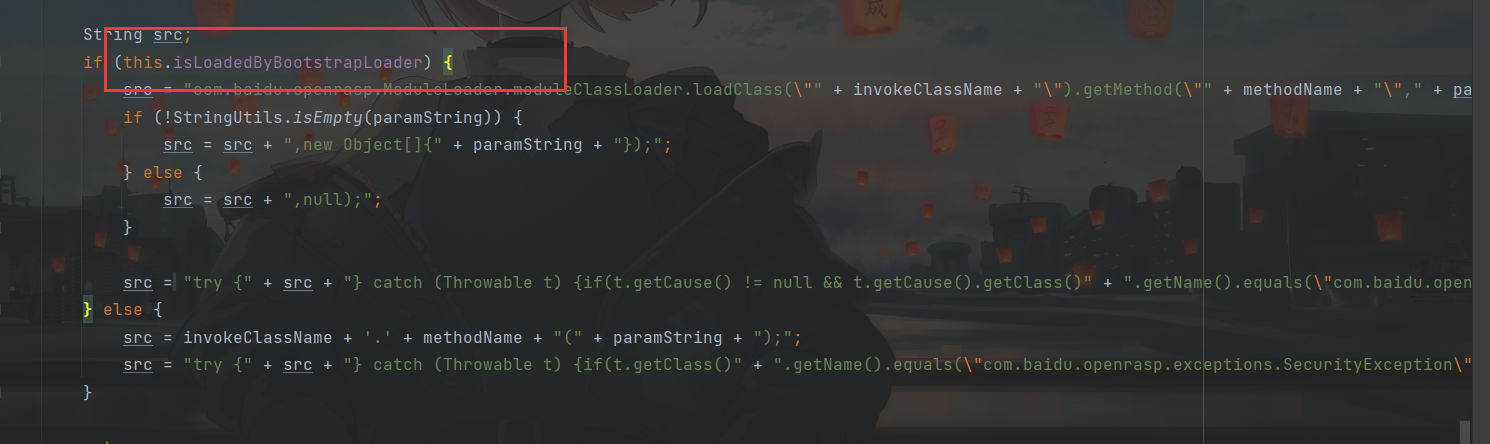 String src;
if (this.isLoadedByBootstrapLoader) {
src = "com.baidu.openrasp.ModuleLoader.moduleClassLoader.loadClass(\"" + invokeClassName + "\").getMethod(\"" + methodName + "\"," + pa
if (!StringUtils.isEmpty(paramString)) {
src = src + ",new Object[]{" + paramString + "});";
} else {
src = src + ",null);";
}
src = "try {" + src + "} catch (Throwable t) {if(t.getCause() != null && t.getCause().getClass()" + ".getName().equals(\"com.baidu.open
} else {
src = invokeClassName + '.' + methodName + "(" + paramString + ");";
src = "try {" + src + "} catch (Throwable t) {if(t.getClass()" + ".getName().equals(\"com.baidu.openrasp.exceptions.SecurityException\"
}